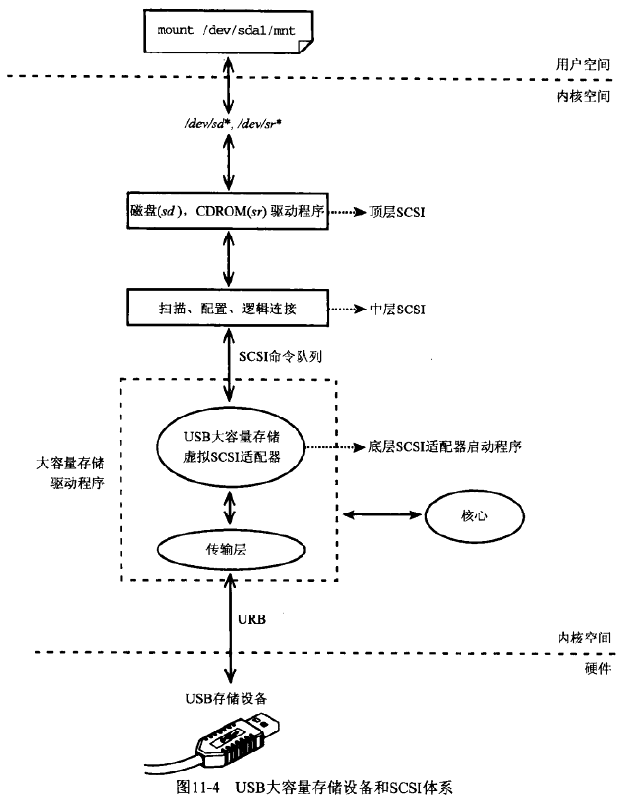 mount /dev/sda1/mnt
用户空间
内核空间
/dev/sd*, /dev/sr*
磁盘(sd)，CDROM(sr) 驱动程序
顶层SCSI
扫描、配置、逻辑连接
中层SCSI
SCSI命令队列
USB大容量存储
虚拟SCSI适配器
底层SCSI适配器启动程序
大容量存储
驱动程序
核心
传输层
URB
内核空间
硬件
USB存储设备
图11-4 USB大容量存储设备和SCSI体系